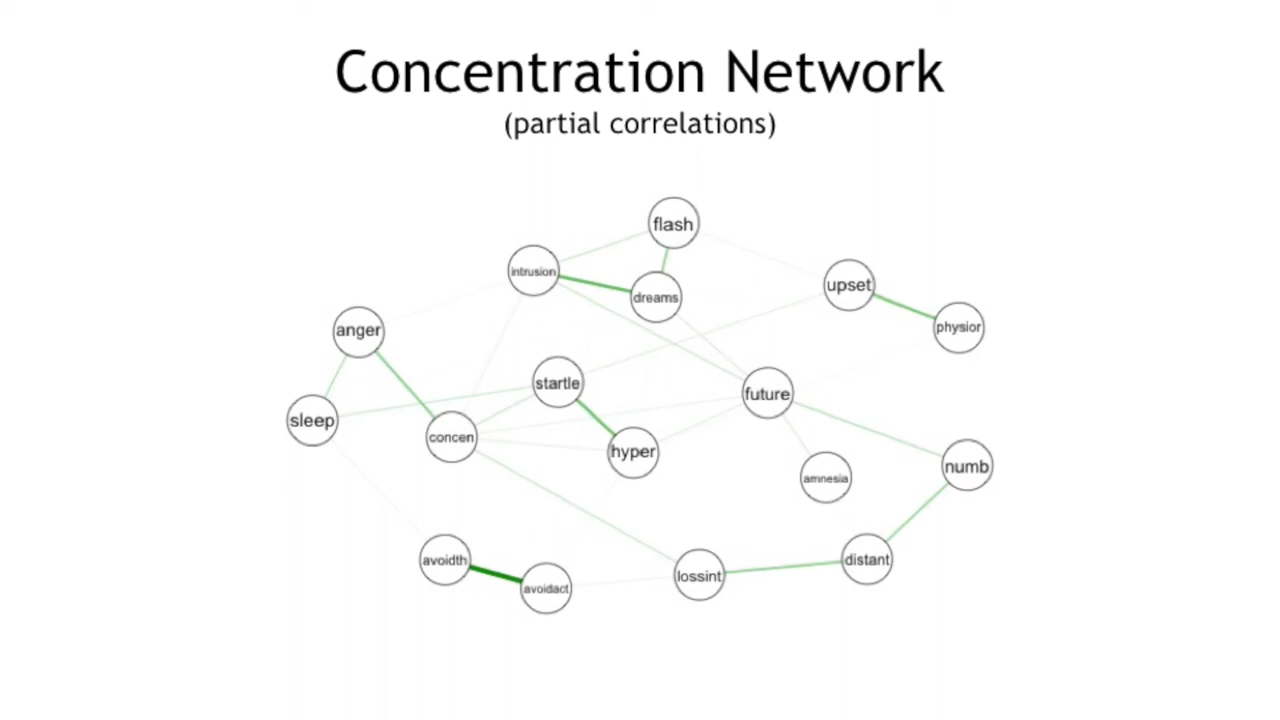 Concentration Network
(partial correlations)
flash
intrusion
dreams
upset
physior
anger
startle
future
sleep
concen
hyper
amnesia
numb
avoidth
avoidact
lossint
distant